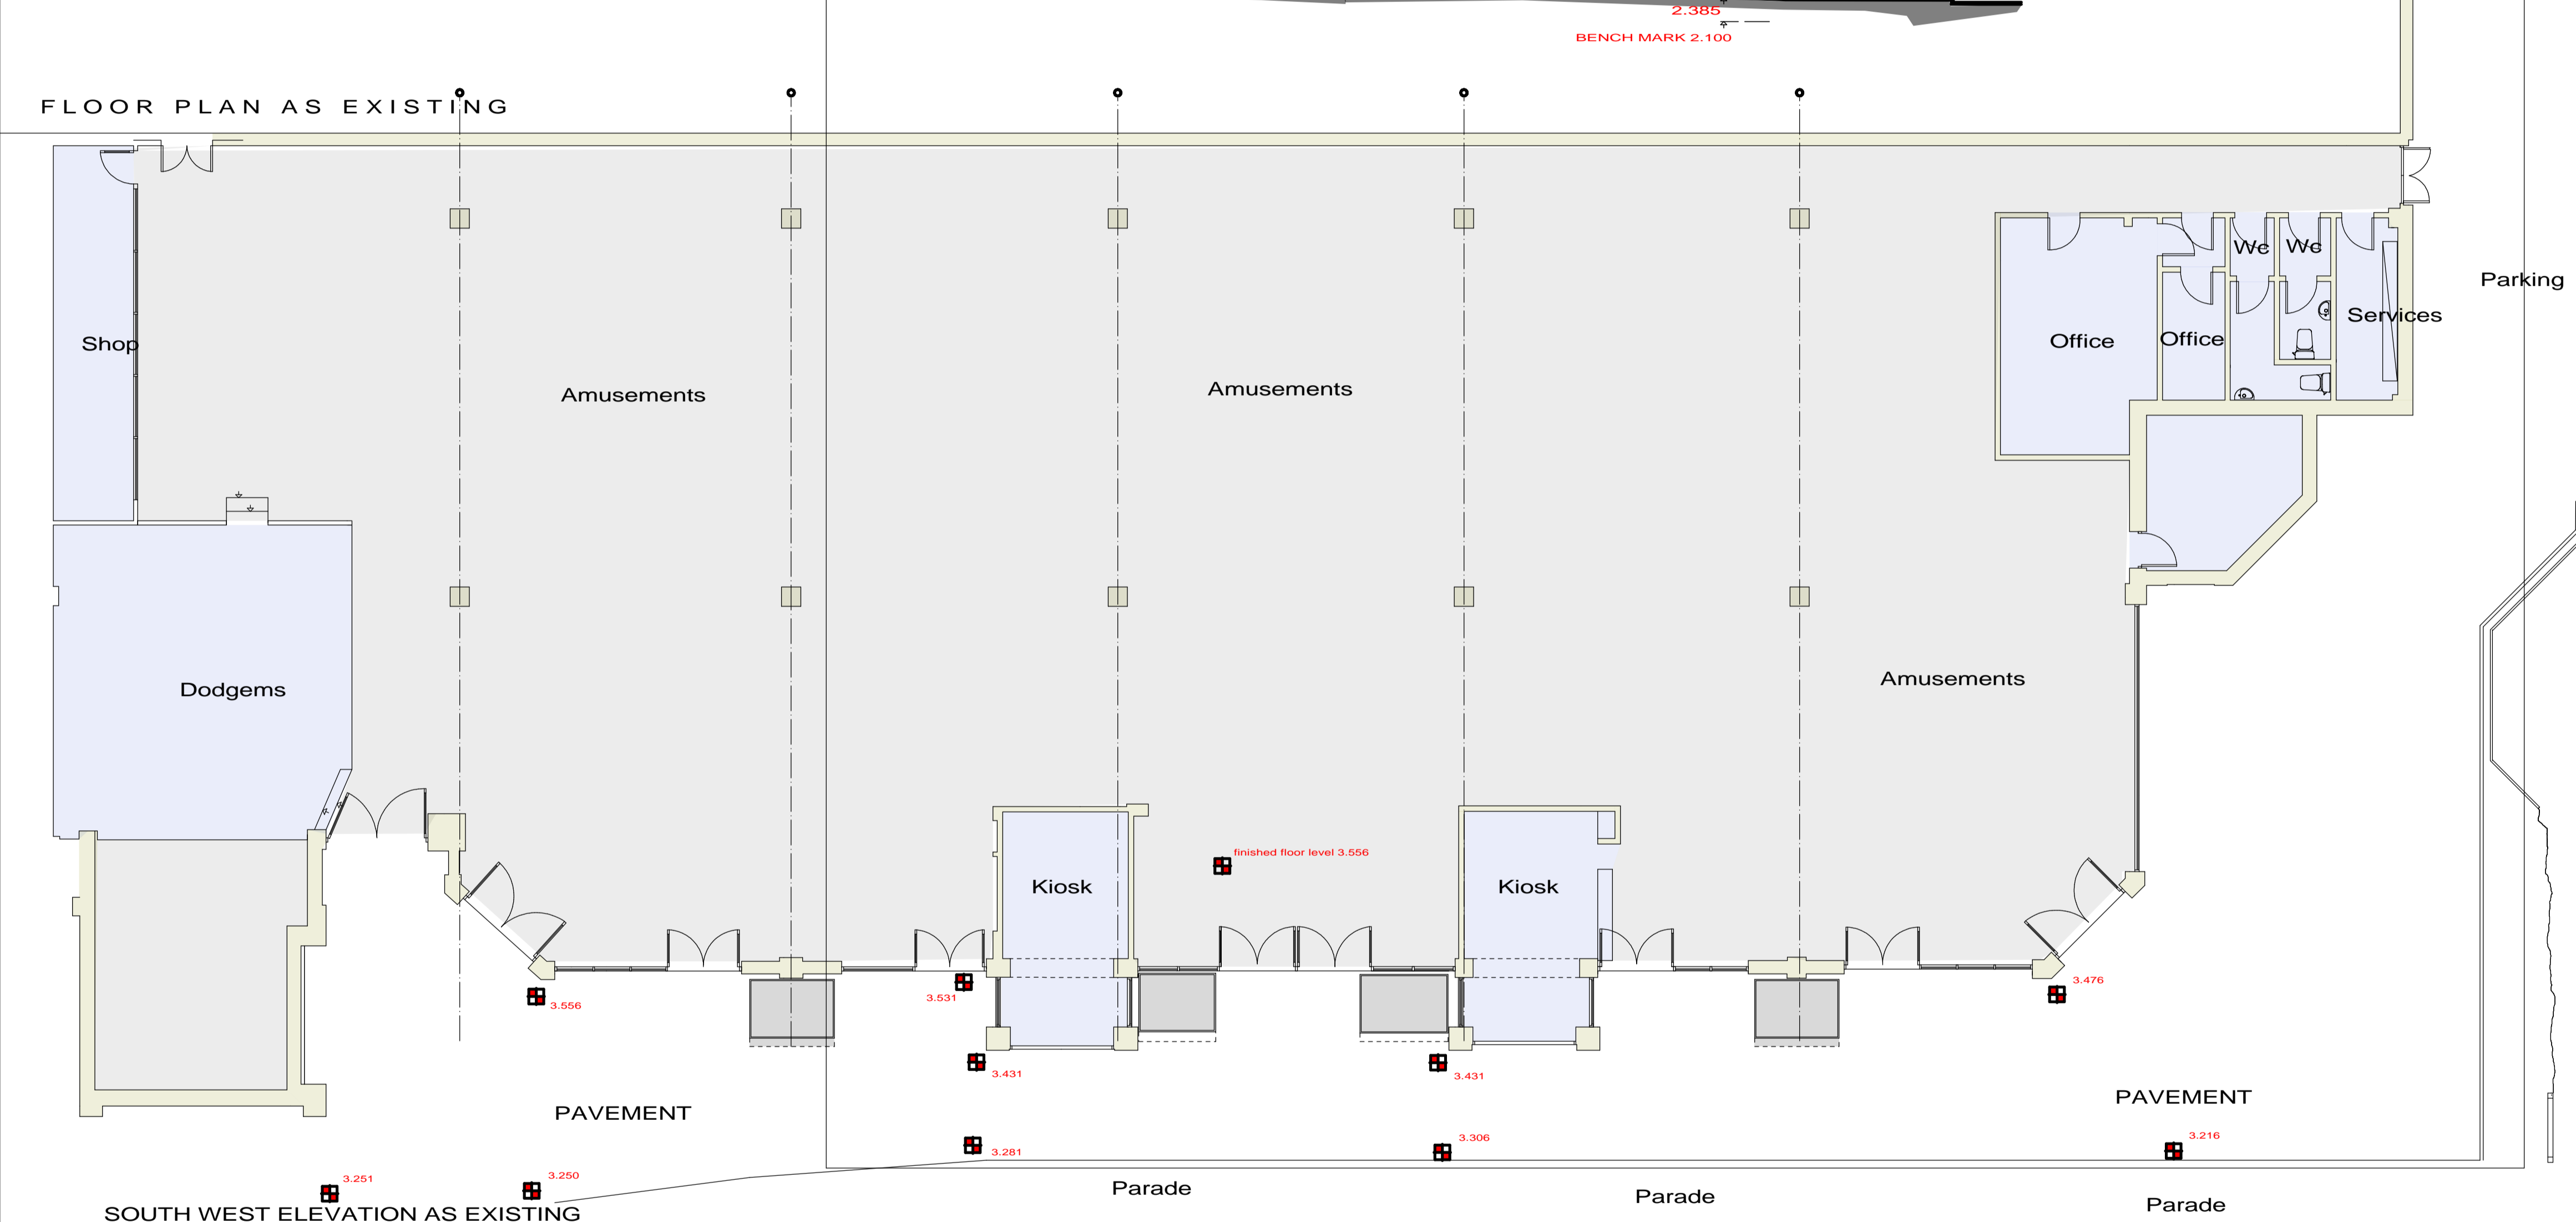 2.385
BENCH MARK 2.100
FLOOR PLAN AS EXISTING
Wc
Wc
Parking
Services
Shop
Office
Office
Amusements
Amusements
Dodgems
Amusements
finished floor level 3.556
Kiosk
Kiosk
3.556
3.531
3.476
3.431
3.431
PAVEMENT
PAVEMENT
3.281
3.306
3.216
3.251
3.250
Parade
Parade
Parade
SOUTH WEST ELEVATION AS EXISTING